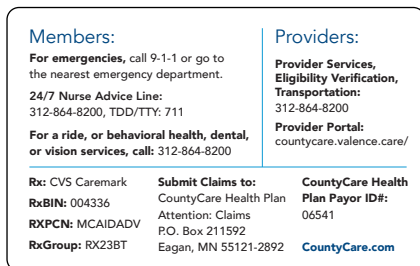 Members:
For emergencies, call 9-1-1 or go to
the nearest emergency department.
24/7 Nurse Advice Line:
312-864-8200, TDD/TTY: 711
For a ride, or behavioral health, dental,
or vision services, call: 312-864-8200
Providers:
Provider Services,
Eligibility Verification,
Transportation:
312-864-8200
Provider Portal:
countycare.valence.care/
Rx: CVS Caremark
RxBIN: 004336
RXPCN: MCAIDADV
RxGroup: RX23BT
Submit Claims to:
CountyCare Health Plan
Attention: Claims
P.O. Box 211592
Eagan, MN 55121-2892
CountyCare Health
Plan Payor ID#:
06541
CountyCare.com